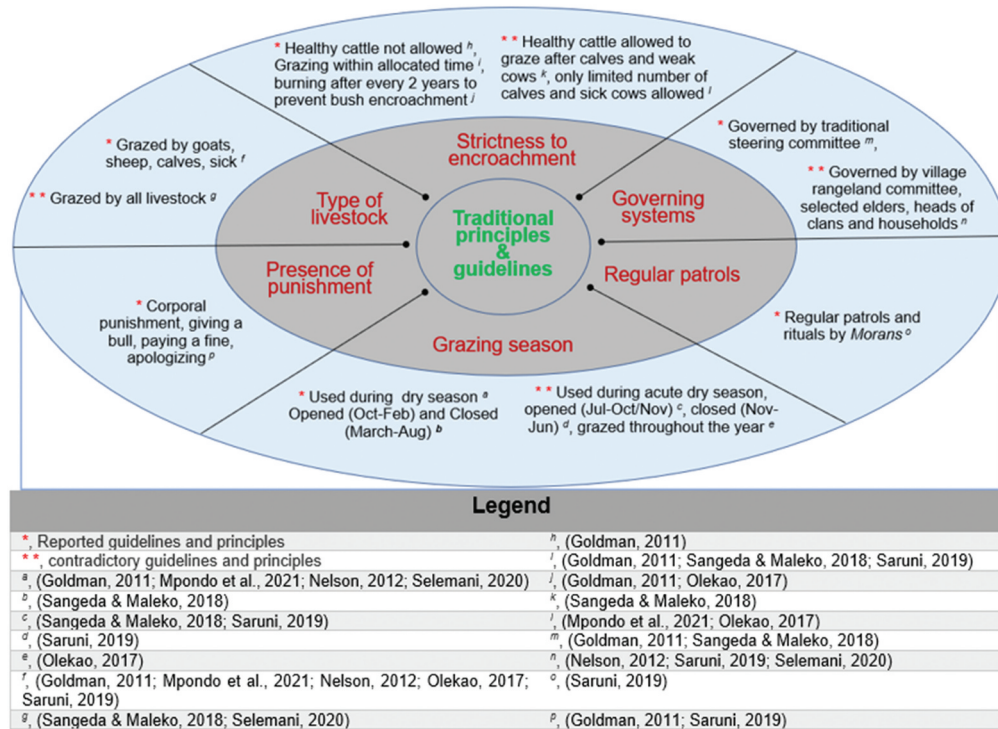 * Healthy cattle not allowed h,
Grazing within allocated time i,
burning after every 2 years to
prevent bush encroachment j
* * Healthy cattle allowed to
graze after calves and weak
cows k, only limited number of
calves and sick cows allowed l
* Grazed by goats,
sheep, calves, sick f
* * Grazed by all livestock g
* Governed by traditional
steering committee m,
* * Governed by village
rangeland committee,
selected elders, heads of
clans and households n
Strictness to
encroachment
Type of
livestock
Governing
systems
Traditional
principles
&
guidelines
Presence of
punishment
Regular patrols
Grazing season
* Corporal
punishment, giving a
bull, paying a fine,
apologizing p
* Regular patrols and
rituals by Morans o
* Used during dry season a
Opened (Oct-Feb) and Closed
(March-Aug) b
* * Used during acute dry season,
opened (Jul-Oct/Nov) c, closed (Nov-
Jun) d, grazed throughout the year e
Legend
*, Reported guidelines and principles
* *, contradictory guidelines and principles
a, (Goldman, 2011; Mpondo et al., 2021; Nelson, 2012; Selemani, 2020)
b, (Sangeda & Maleko, 2018)
c, (Sangeda & Maleko, 2018; Saruni, 2019)
d, (Saruni, 2019)
e, (Olekao, 2017)
f, (Goldman, 2011; Mpondo et al., 2021; Nelson, 2012; Olekao, 2017;
Saruni, 2019)
g, (Sangeda & Maleko, 2018; Selemani, 2020)
h, (Goldman, 2011)
i, (Goldman, 2011; Sangeda & Maleko, 2018; Saruni, 2019)
j, (Goldman, 2011; Olekao, 2017)
k, (Sangeda & Maleko, 2018)
l, (Mpondo et al., 2021; Olekao, 2017)
m, (Goldman, 2011; Sangeda & Maleko, 2018)
n, (Nelson, 2012; Saruni, 2019; Selemani, 2020)
o, (Saruni, 2019)
p, (Goldman, 2011; Saruni, 2019)